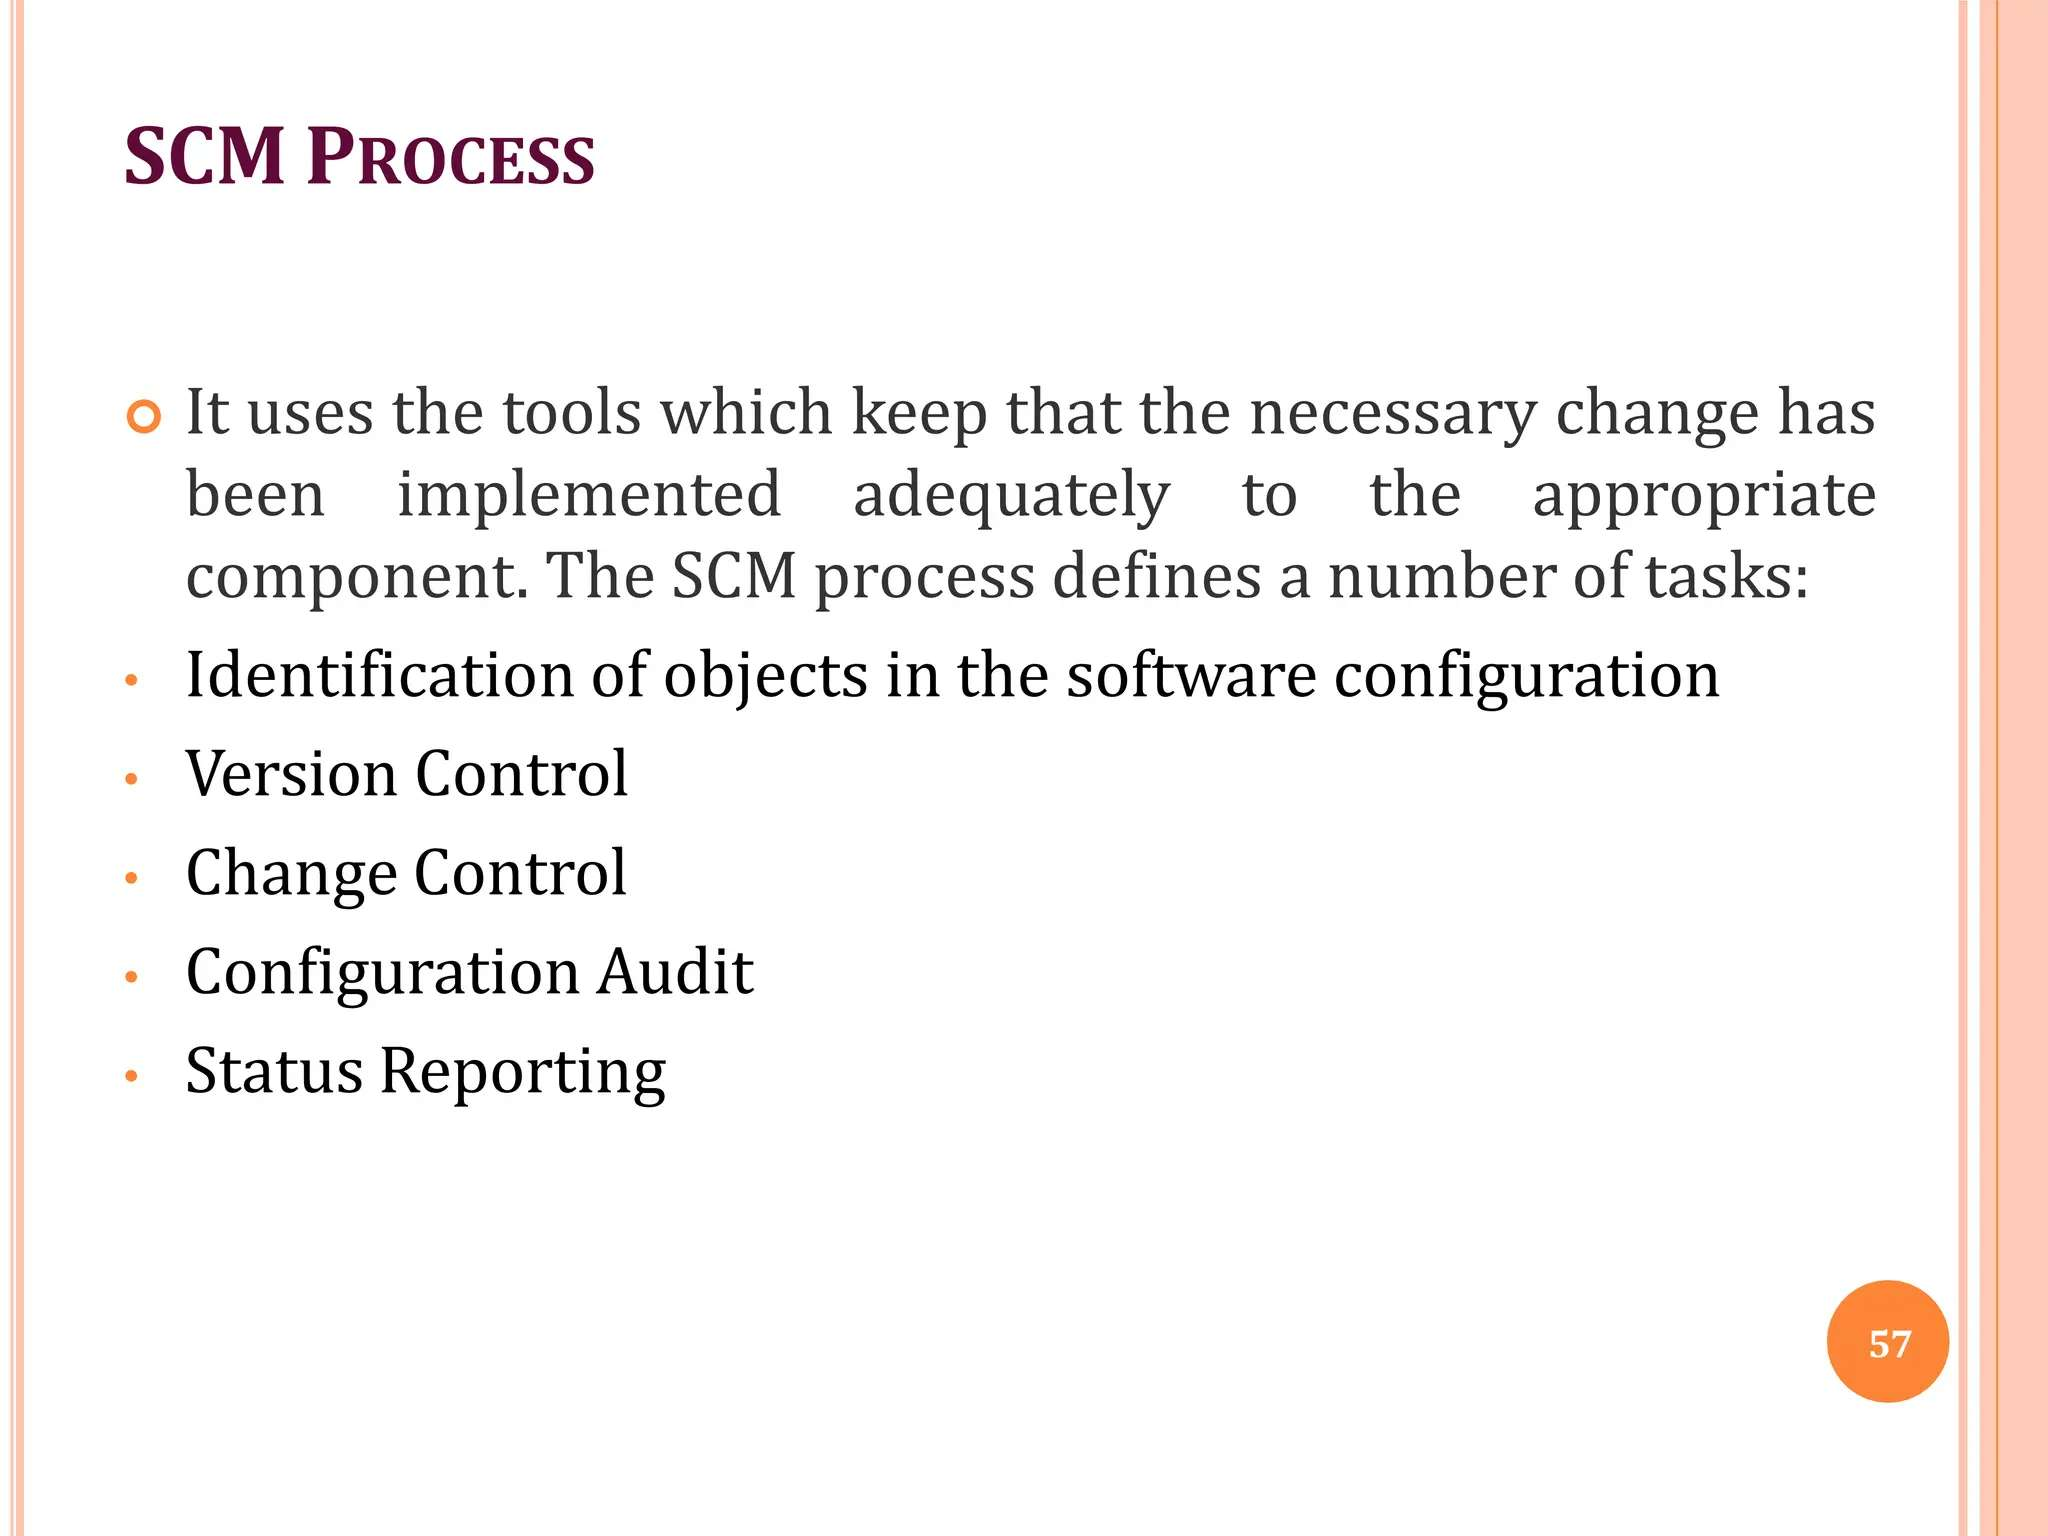 SCM PROCESS
It uses the tools which keep that the necessary change has
been implemented adequately to the appropriate
component. The SCM process defines a number of tasks:
• Identification of objects in the software configuration
• Version Control
• Change Control
• Configuration Audit
• Status Reporting
57